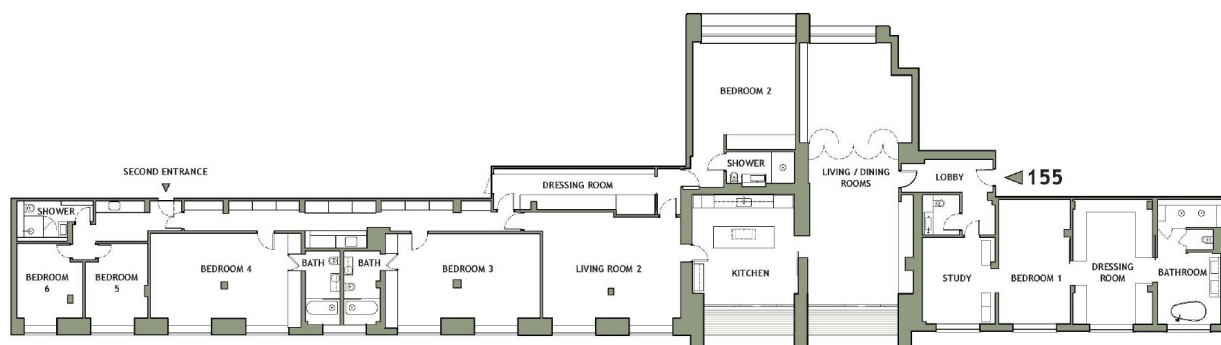 BEDROOM 2
SECOND ENTRANCE
SHOWER
LIVING / DINING
ROOMS
LOBBY
155
DRESSING ROOM
SHOWER
BEDROOM
6
BEDROOM
5
BEDROOM 4
BATH
BATH
BEDROOM 3
LIVING ROOM 2
KITCHEN
STUDY
BEDROOM 1
DRESSING
ROOM
BATHROOM